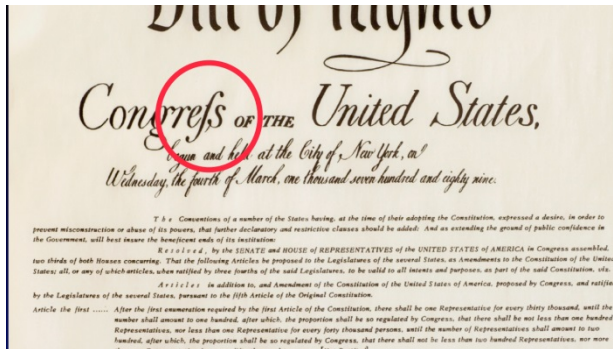 Bill of Rights
Congreſs OF THE United States,
begun and held at the City of New York, on
Wednesday, the fourth of March, one thousand seven hundred and eighty nine.
The Conventions of a number of the States having, at the time of their adopting the Constitution, expressed a desire, in order to
prevent misconstruction or abuse of its powers, that further declaratory and restriction clauses should be added: And as extending the ground of public confidence in
the Government, will best insure the beneficent ends of its institution:
Resolved, by the SENATE and HOUSE of REPRESENTATIVES of the UNITED STATES of AMERICA in Congress assembled,
two thirds of both Houses concurring. That the following Articles be proposed to the Legislatures of the several States, as Amendments to the Constitution of the United
States; all, or any of which articles, when ratified by three fourths of the said Legislatures, to be valid to all intents and purposes, as part of the said Constitution, viz.
Articles in addition to, and Amendment of the Constitution of the United States of America, proposed by Congress, and ratifie
by the Legislatures of the several States, pursuant to the fifth Article of the Original Constitution.
Article the first ...... After the first enumeration required by the first Article of the Constitution, there shall be one Representative for every thirty thousand, until the
number shall amount to one hundred, after which, the proportion shall be so regulated by Congress, that there shall be not less than one hundred
Representatives, nor less than one Representative for every forty thousand persons, until the number of Representatives shall amount to two
hundred, after which, the proportion shall be so regulated by Congress, that there shall not be less than two hundred Representatives, nor more